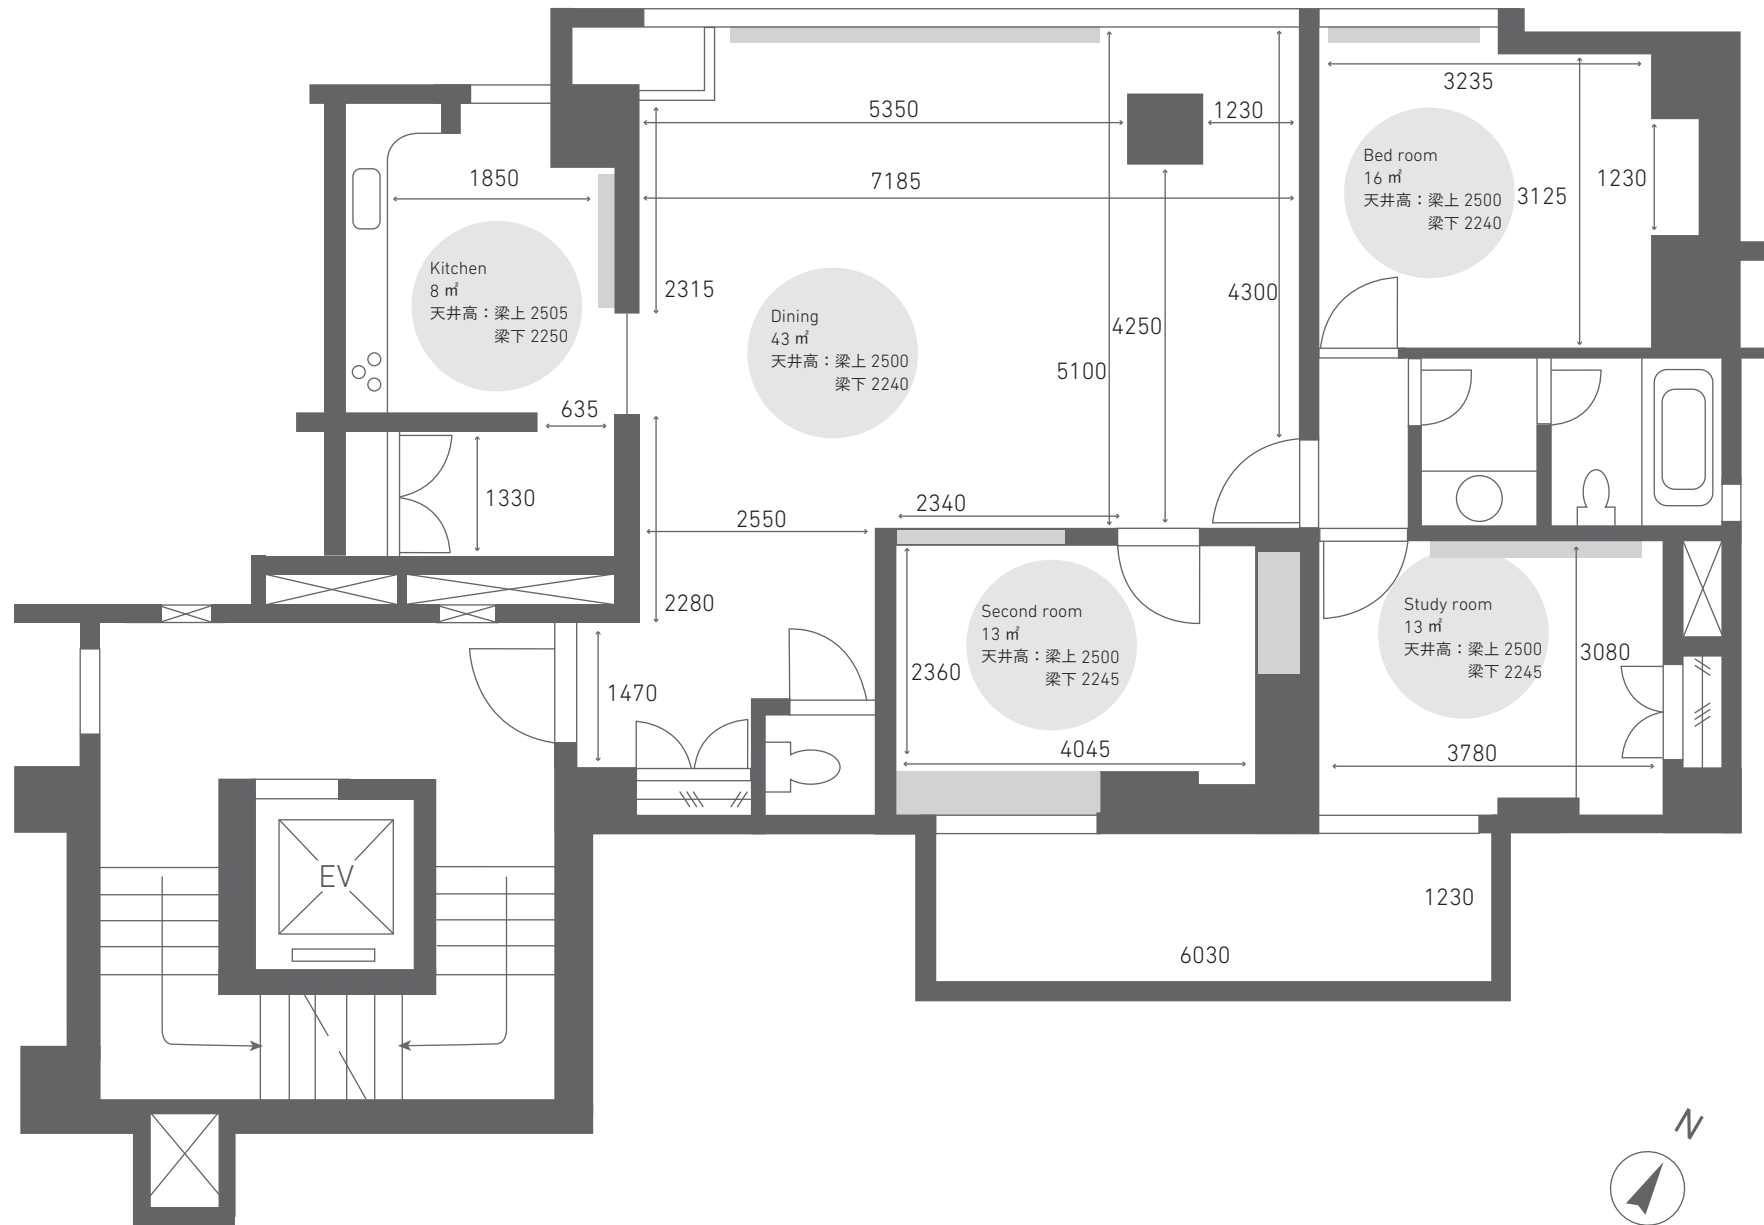 5350
1230
3235
1850
7185
Bed room
16 ㎡
天井高：梁上 2500
梁下 2240
3125
1230
Kitchen
8 ㎡
天井高：梁上 2505
梁下 2250
2315
Dining
43 ㎡
天井高：梁上 2500
梁下 2240
4300
4250
5100
635
1330
2550
2340
2280
Second room
13 ㎡
天井高：梁上 2500
梁下 2245
Study room
13 ㎡
天井高：梁上 2500
梁下 2245
3080
2360
1470
4045
3780
EV
1230
6030
N